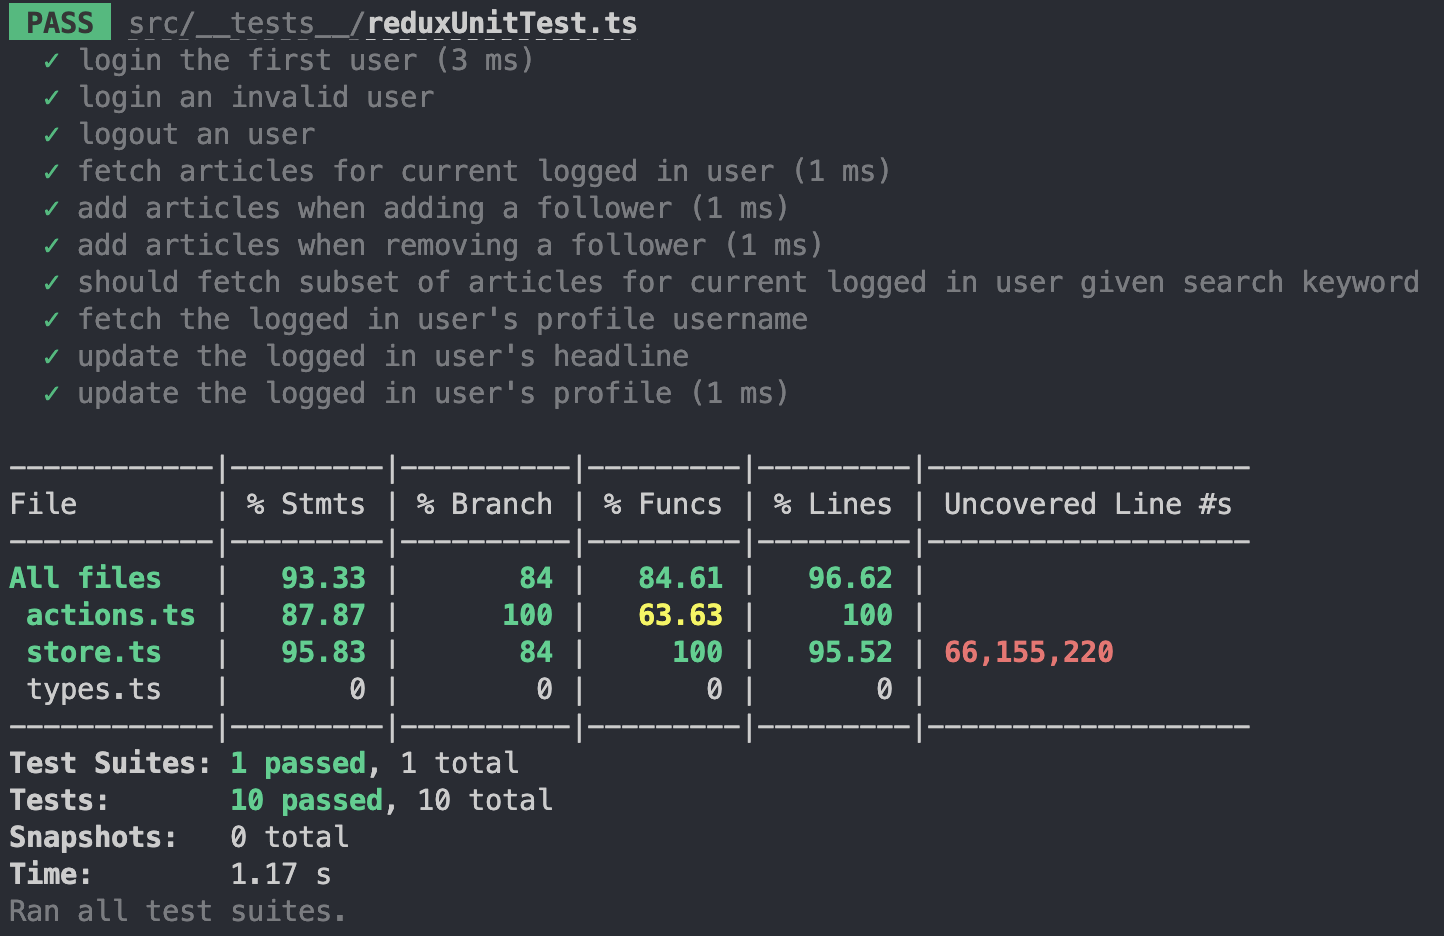 PASS src/__tests__/reduxUnitTest.ts
✓ login the first user (3 ms)
✓ login an invalid user
✓ logout an user
✓ fetch articles for current logged in user (1 ms)
✓ add articles when adding a follower (1 ms)
✓ add articles when removing a follower (1 ms)
✓ should fetch subset of articles for current logged in user given search keyword
✓ fetch the logged in user's profile username
✓ update the logged in user's headline
✓ update the logged in user's profile (1 ms)
------------|---------|----------|---------|---------|-------------------
File | % Stmts | % Branch | % Funcs | % Lines | Uncovered Line #s
------------|---------|----------|---------|---------|-------------------
All files | 93.33 | 84 | 84.61 | 96.62 |
actions.ts | 87.87 | 100 | 63.63 | 100 |
store.ts | 95.83 | 84 | 100 | 95.52 | 66,155,220
types.ts | 0 | 0 | 0 | 0 |
------------|---------|----------|---------|---------|-------------------
Test Suites: 1 passed, 1 total
Tests: 10 passed, 10 total
Snapshots: 0 total
Time: 1.17 s
Ran all test suites.